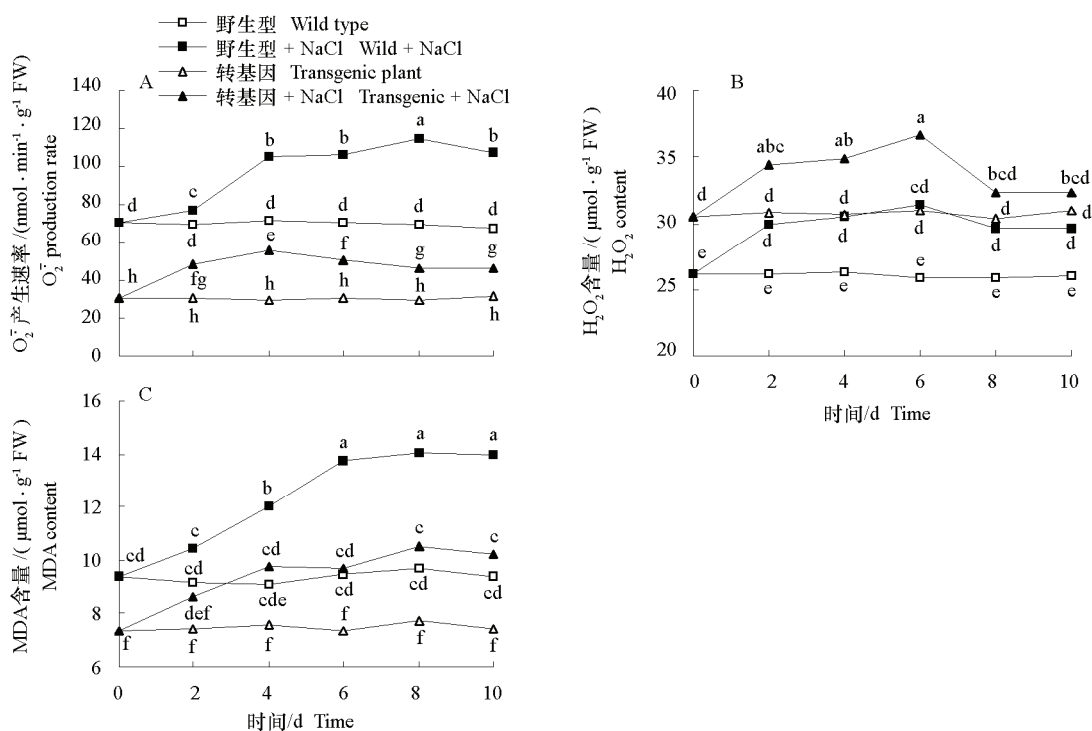 野生型 Wild type
野生型 + NaCl Wild + NaCl
转基因 Transgenic plant
转基因 + NaCl Transgenic + NaCl
A
O₂⁻· 产生速率 /(nmol · min⁻¹ · g⁻¹ FW)
O₂⁻· production rate
140
120
100
80
60
40
20
0
a
b b b
c
d d d d d d
d
e
f
g g
fg
h h h h
h h
B
H₂O₂含量 /( μmol · g⁻¹ FW)
H₂O₂ content
40
35
30
25
20
a
abc ab
bcd bcd
cd
d d d
d d
d d d d d
e
e
e e e e
0 2 4 6 8 10
时间/d Time
C
MDA含量 /( μmol · g⁻¹ FW)
MDA content
16
14
12
10
8
6
a a a
b
c
c c
cd cd cd cd
cde cd cd cd
def
f
f f f f f
0 2 4 6 8 10
时间/d Time